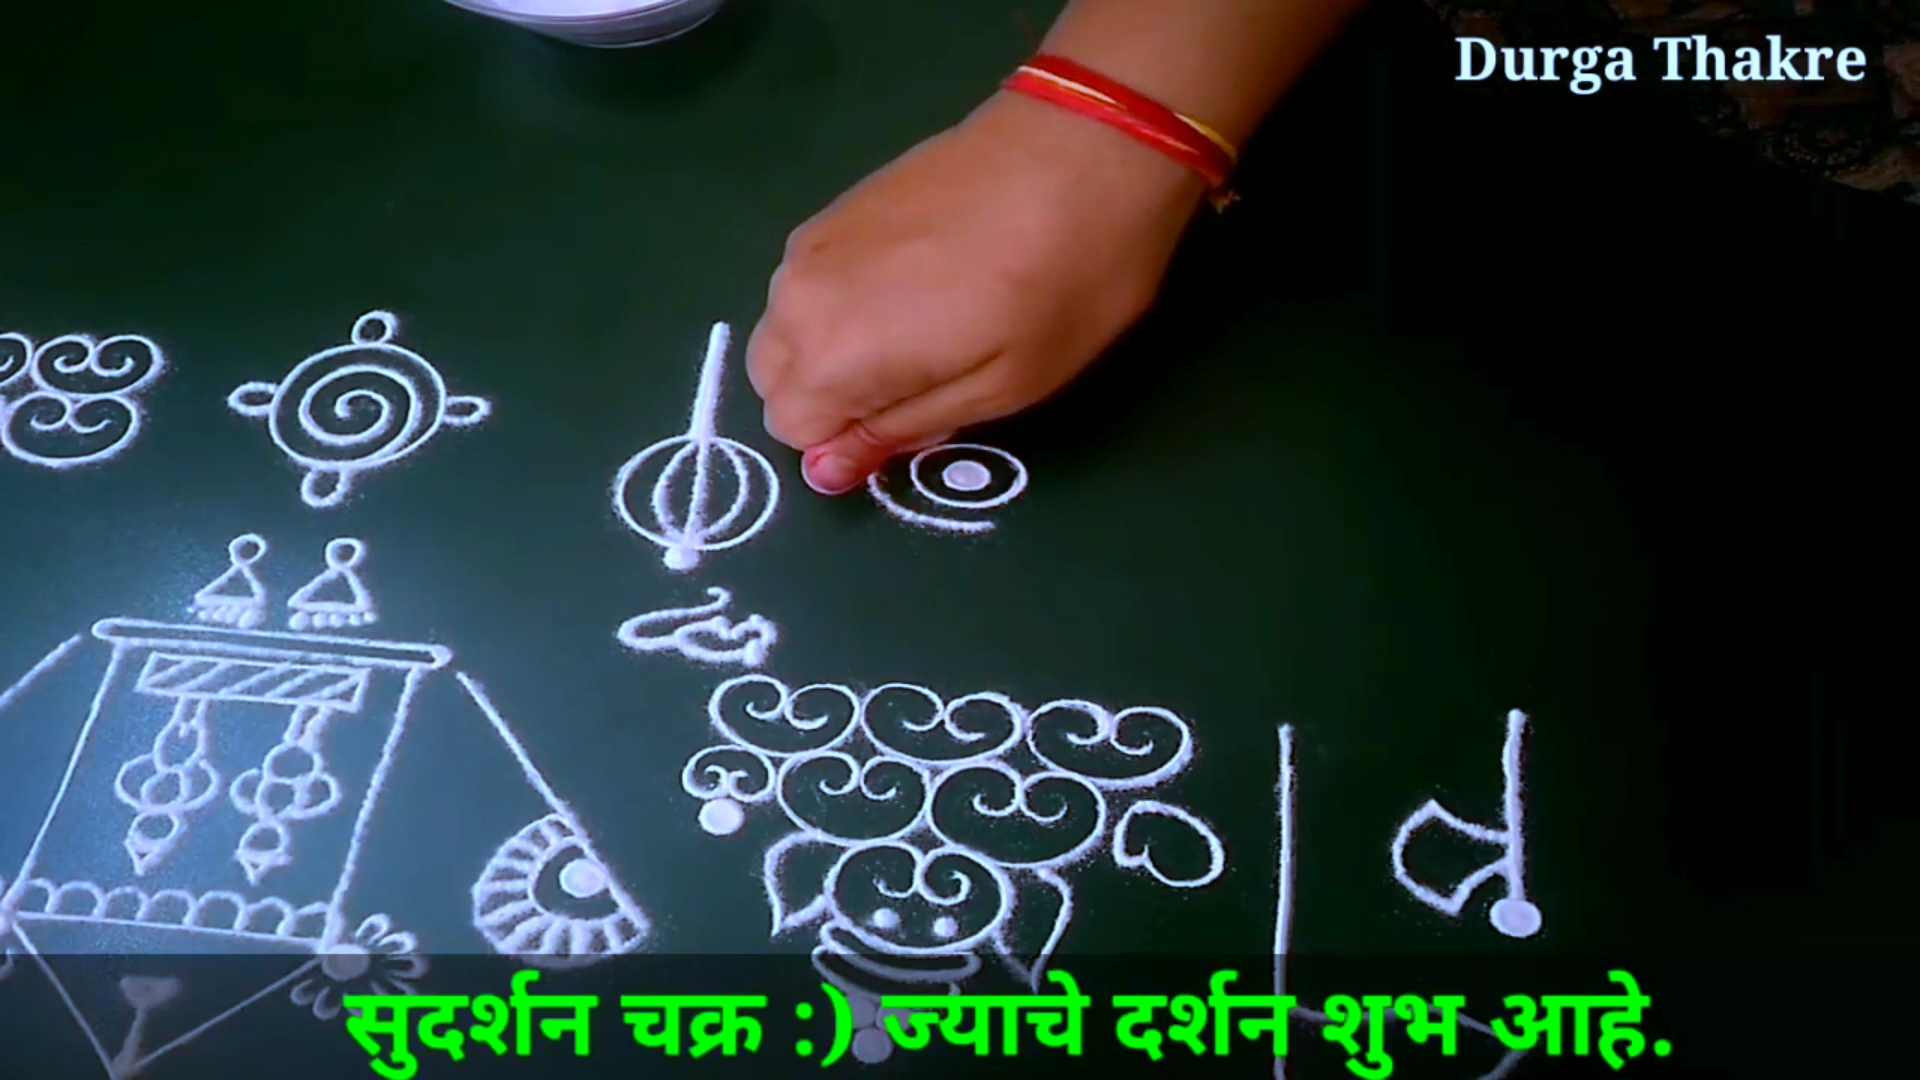 Durga Thakre
सुदर्शन चक्र :) ज्याचे दर्शन शुभ आहे.